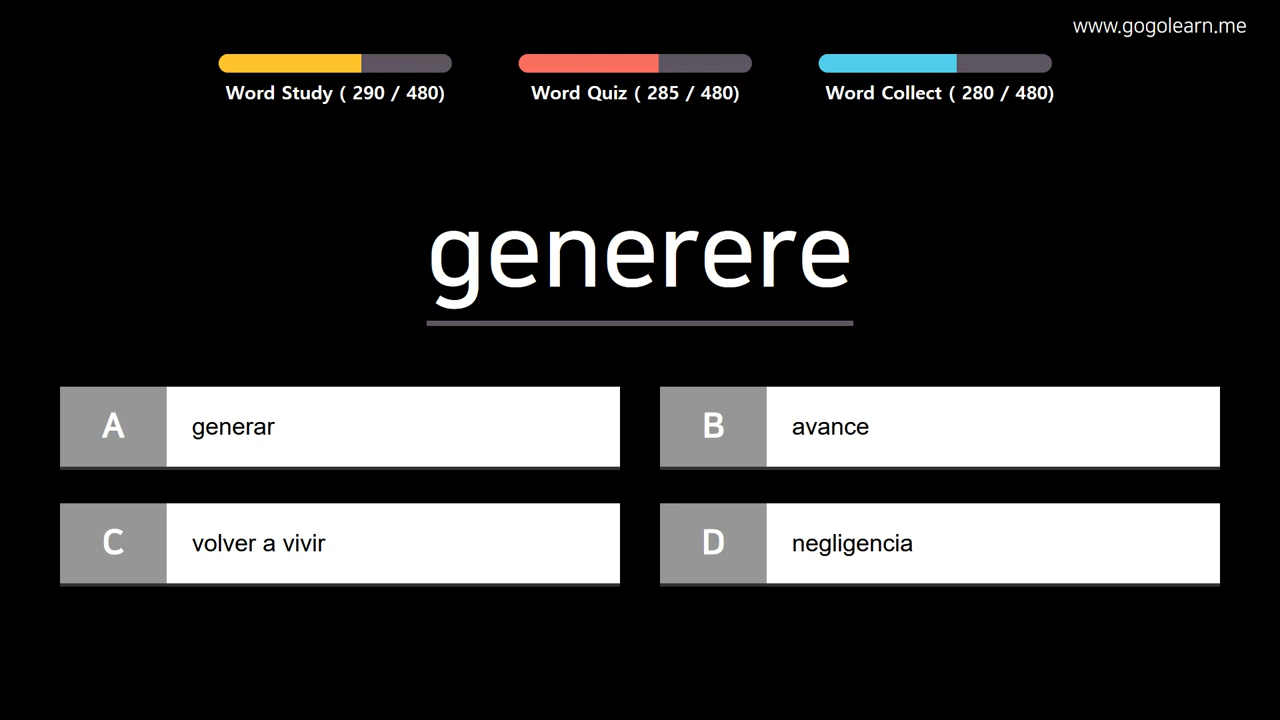 www.gogolearn.me
Word Study ( 290 / 480)
Word Quiz ( 285 / 480)
Word Collect ( 280 / 480)
generere
A generar
B avance
C volver a vivir
D negligencia